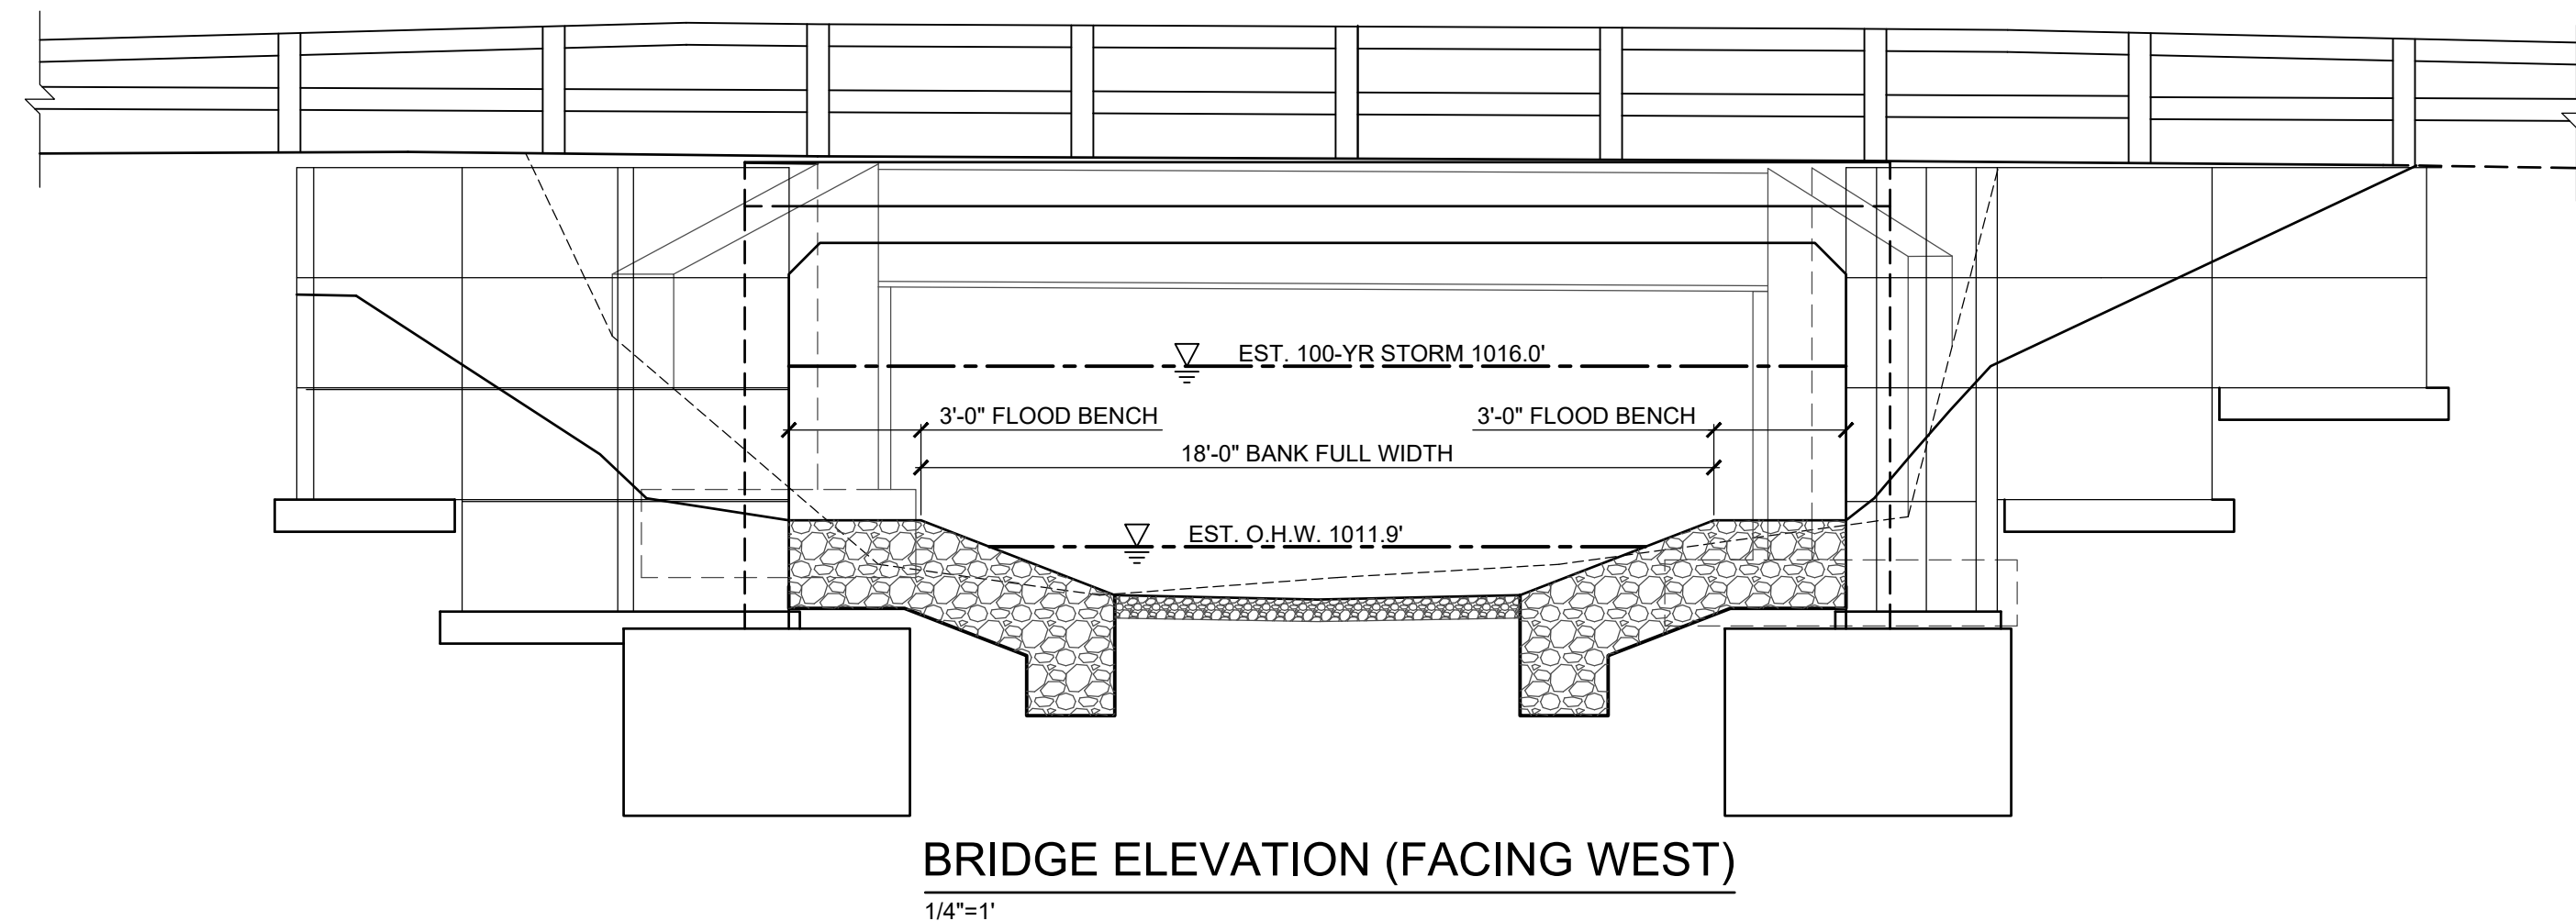 EST. 100-YR STORM 1016.0'
3'-0" FLOOD BENCH
3'-0" FLOOD BENCH
18'-0" BANK FULL WIDTH
EST. O.H.W. 1011.9'
BRIDGE ELEVATION (FACING WEST)
1/4"=1'